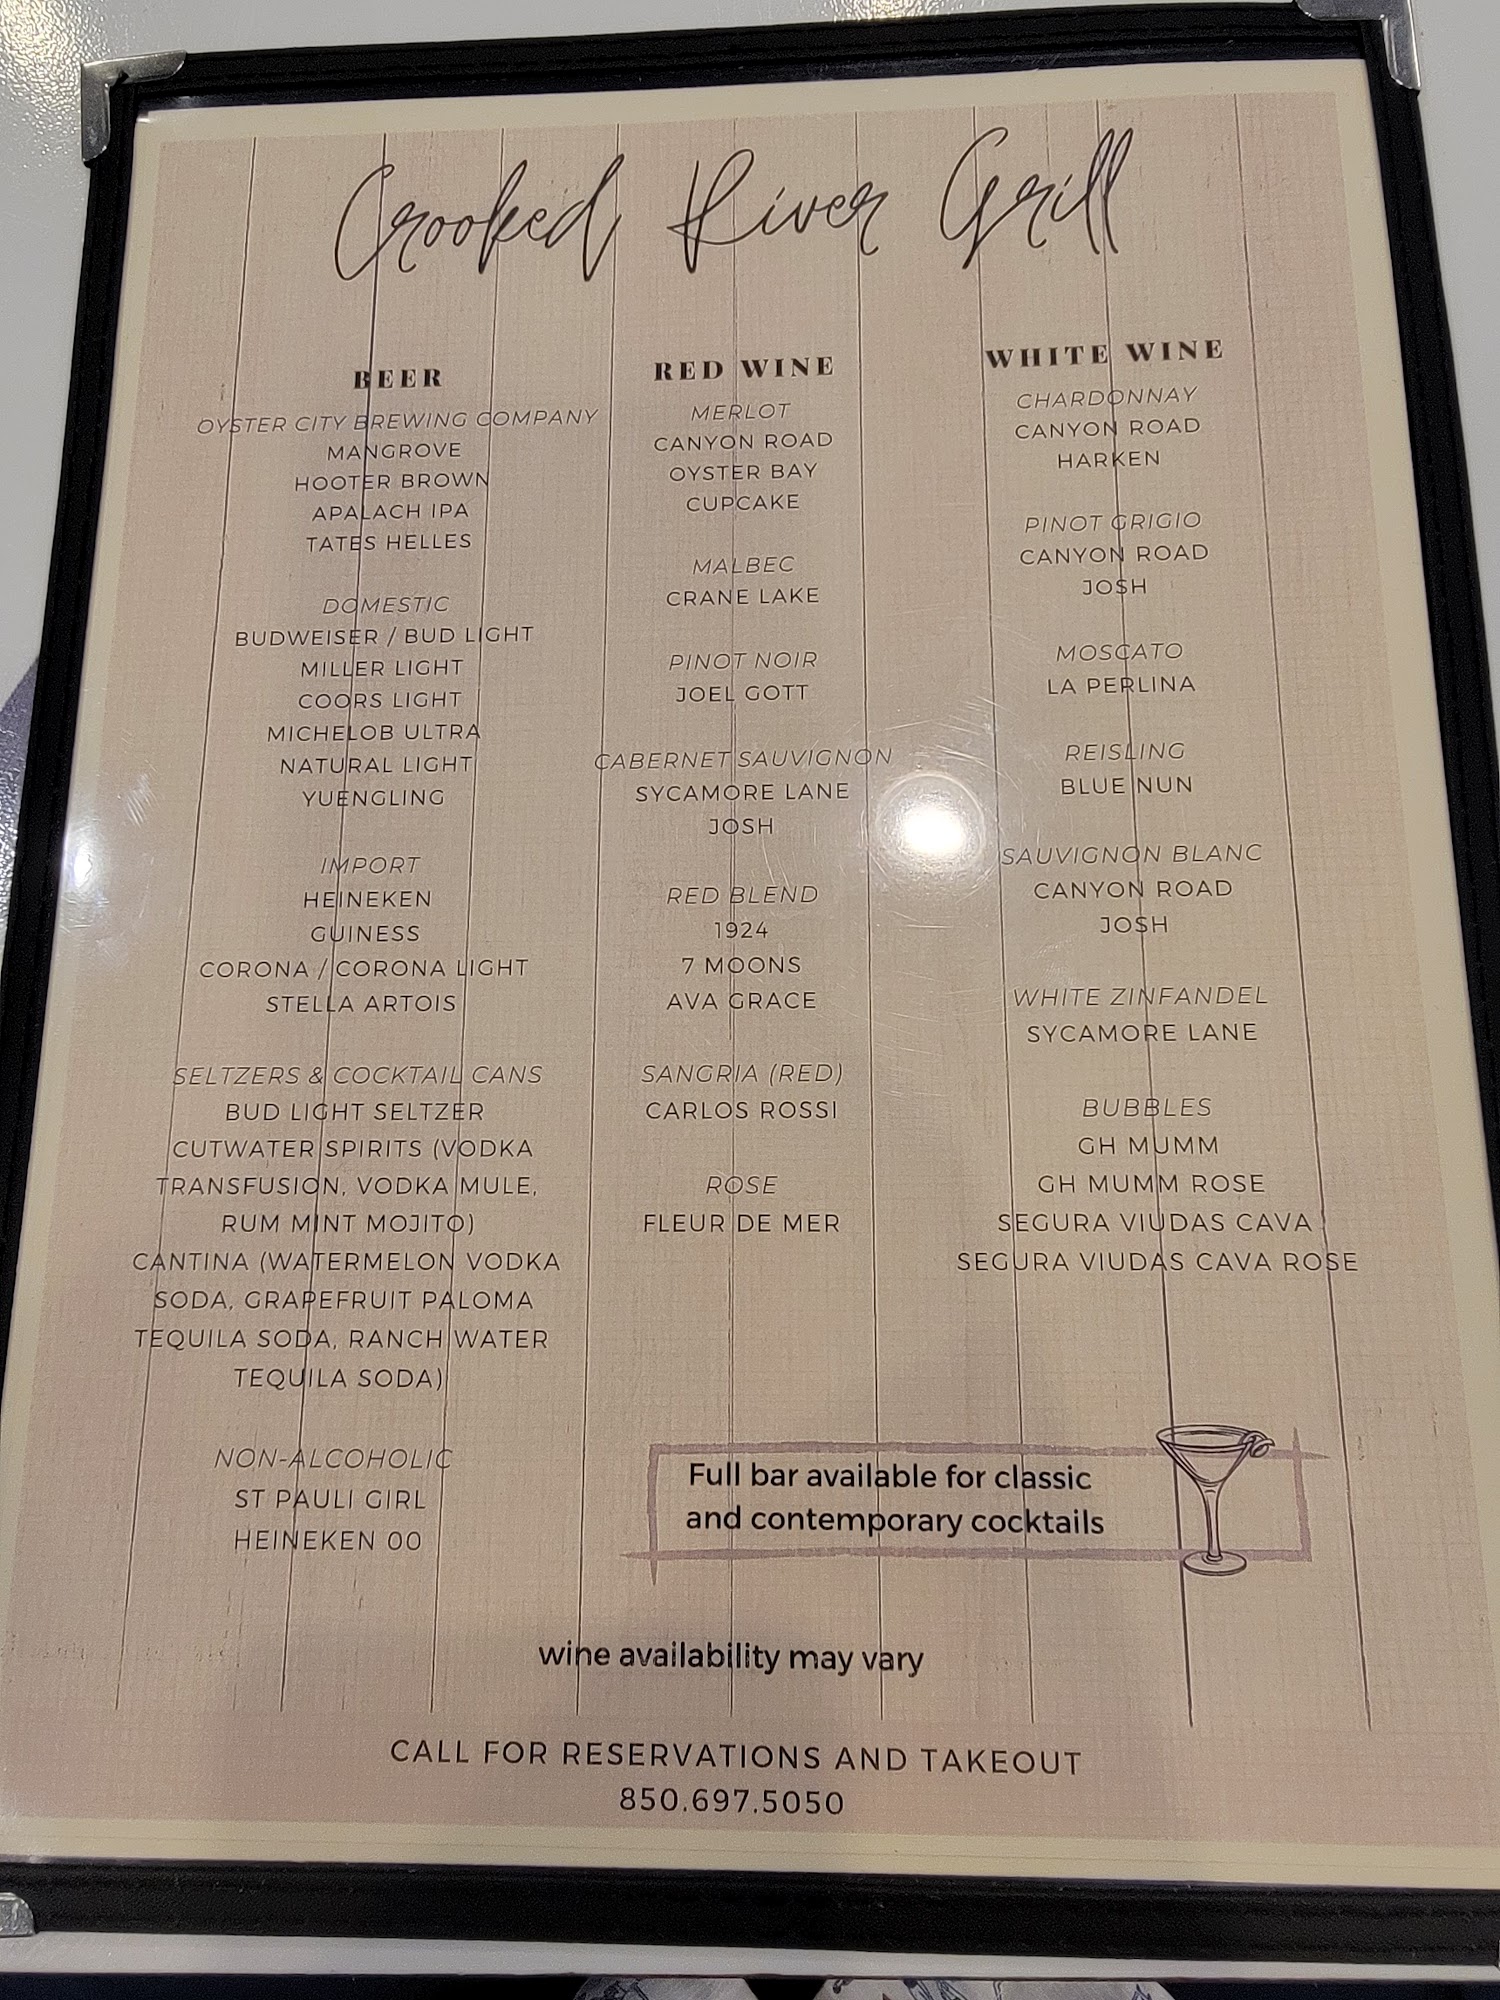 Crooked River Grill
BEER
OYSTER CITY BREWING COMPANY
MANGROVE
HOOTER BROWN
APALACH IPA
TATES HELLES
DOMESTIC
BUDWEISER / BUD LIGHT
MILLER LIGHT
COORS LIGHT
MICHELOB ULTRA
NATURAL LIGHT
YUENGLING
IMPORT
HEINEKEN
GUINESS
CORONA / CORONA LIGHT
STELLA ARTOIS
SELTZERS & COCKTAIL CANS
BUD LIGHT SELTZER
CUTWATER SPIRITS (VODKA
TRANSFUSION, VODKA MULE,
RUM MINT MOJITO)
CANTINA (WATERMELON VODKA
SODA, GRAPEFRUIT PALOMA
TEQUILA SODA, RANCH WATER
TEQUILA SODA)
NON-ALCOHOLIC
ST PAULI GIRL
HEINEKEN 00
RED WINE
MERLOT
CANYON ROAD
OYSTER BAY
CUPCAKE
MALBEC
CRANE LAKE
PINOT NOIR
JOEL GOTT
CABERNET SAUVIGNON
SYCAMORE LANE
JOSH
RED BLEND
1924
7 MOONS
AVA GRACE
SANGRIA (RED)
CARLOS ROSSI
ROSE
FLEUR DE MER
WHITE WINE
CHARDONNAY
CANYON ROAD
HARKEN
PINOT GRIGIO
CANYON ROAD
JOSH
MOSCATO
LA PERLINA
REISLING
BLUE NUN
SAUVIGNON BLANC
CANYON ROAD
JOSH
WHITE ZINFANDEL
SYCAMORE LANE
BUBBLES
GH MUMM
GH MUMM ROSE
SEGURA VIUDAS CAVA
SEGURA VIUDAS CAVA ROSE
Full bar available for classic
and contemporary cocktails
wine availability may vary
CALL FOR RESERVATIONS AND TAKEOUT
850.697.5050